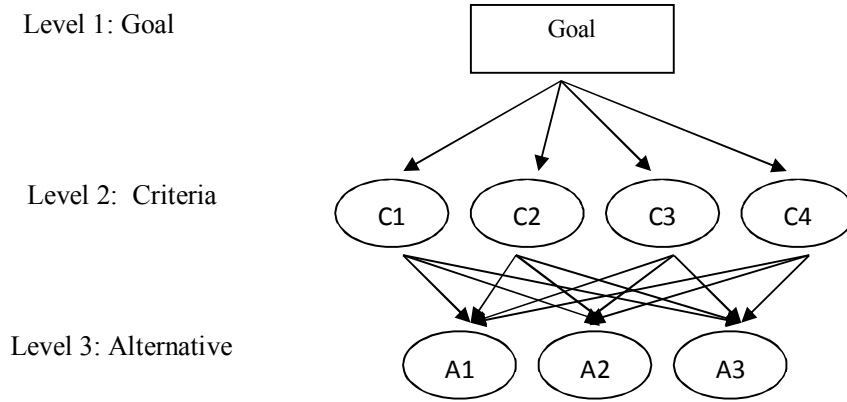 Level 1: Goal
Goal
Level 2: Criteria
C1 C2 C3 C4
Level 3: Alternative
A1 A2 A3